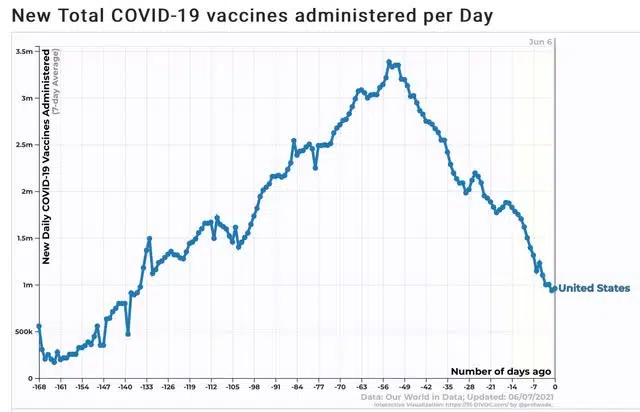 New Total COVID-19 vaccines administered per Day
Jun 6
New Daily COVID-19 Vaccines Administered
(7-day Average)
3.5m
3m
2.5m
2m
1.5m
1m
500k
0
United States
Number of days ago
-168 -161 -154 -147 -140 -133 -126 -119 -112 -105 -98 -91 -84 -77 -70 -63 -56 -49 -42 -35 -28 -21 -14 -7 -0
Data: Our World in Data; Updated: 06/07/2021
Interactive Visualization: https://91-DIVOC.com/ by @profwade_